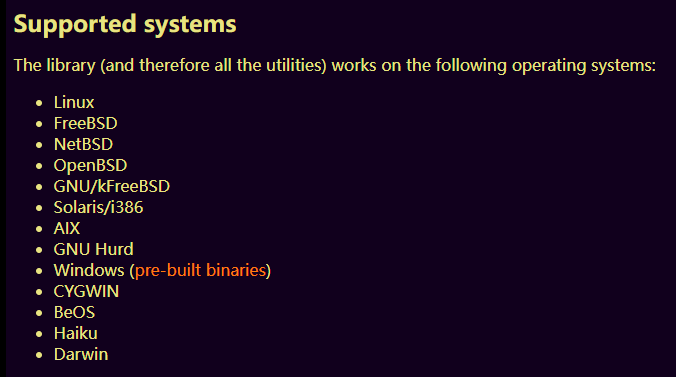 Supported systems
The library (and therefore all the utilities) works on the following operating systems:
• Linux
• FreeBSD
• NetBSD
• OpenBSD
• GNU/kFreeBSD
• Solaris/i386
• AIX
• GNU Hurd
• Windows (pre-built binaries)
• CYGWIN
• BeOS
• Haiku
• Darwin